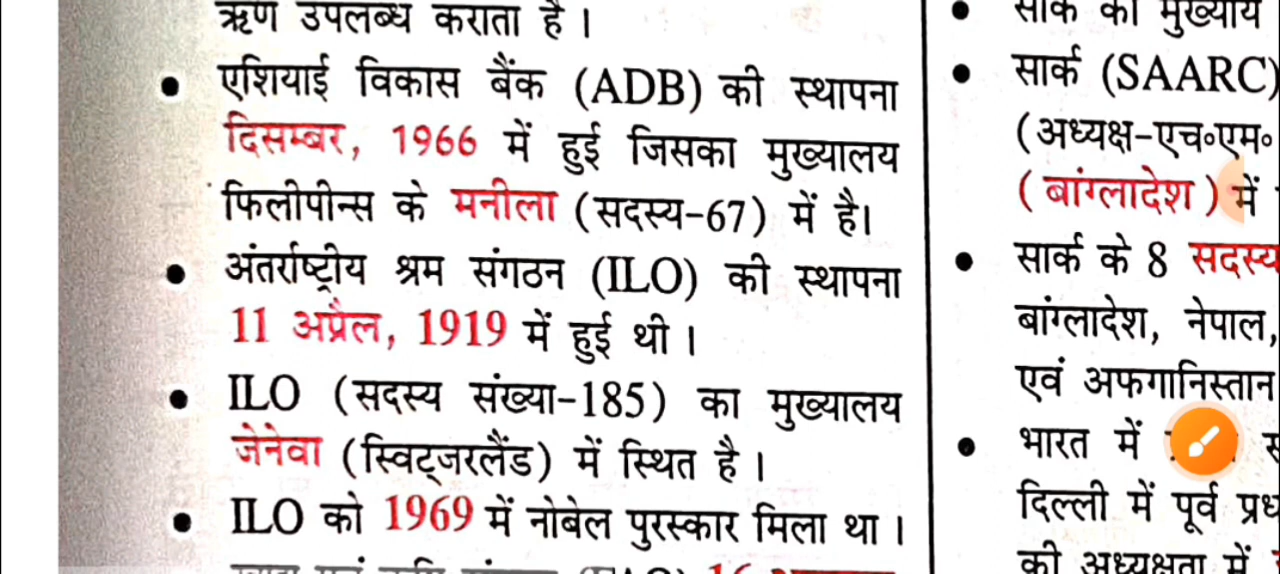 ऋण उपलब्ध कराता है ।
• एशियाई विकास बैंक (ADB) की स्थापना
दिसम्बर, 1966 में हुई जिसका मुख्यालय
फिलीपीन्स के मनीला (सदस्य-67) में है।
• अंतर्राष्ट्रीय श्रम संगठन (ILO) की स्थापना
11 अप्रैल, 1919 में हुई थी ।
• ILO (सदस्य संख्या-185) का मुख्यालय
जेनेवा (स्विट्जरलैंड) में स्थित है ।
• ILO को 1969 में नोबेल पुरस्कार मिला था ।
• सार्क का
• सार्क (SAARC)
(अध्यक्ष-एच॰एम॰
(बांग्लादेश) में
• सार्क के 8 सदस्य
बांग्लादेश, नेपाल,
एवं अफगानिस्तान
• भारत में
दिल्ली में पूर्व
की अध्यक्षता में